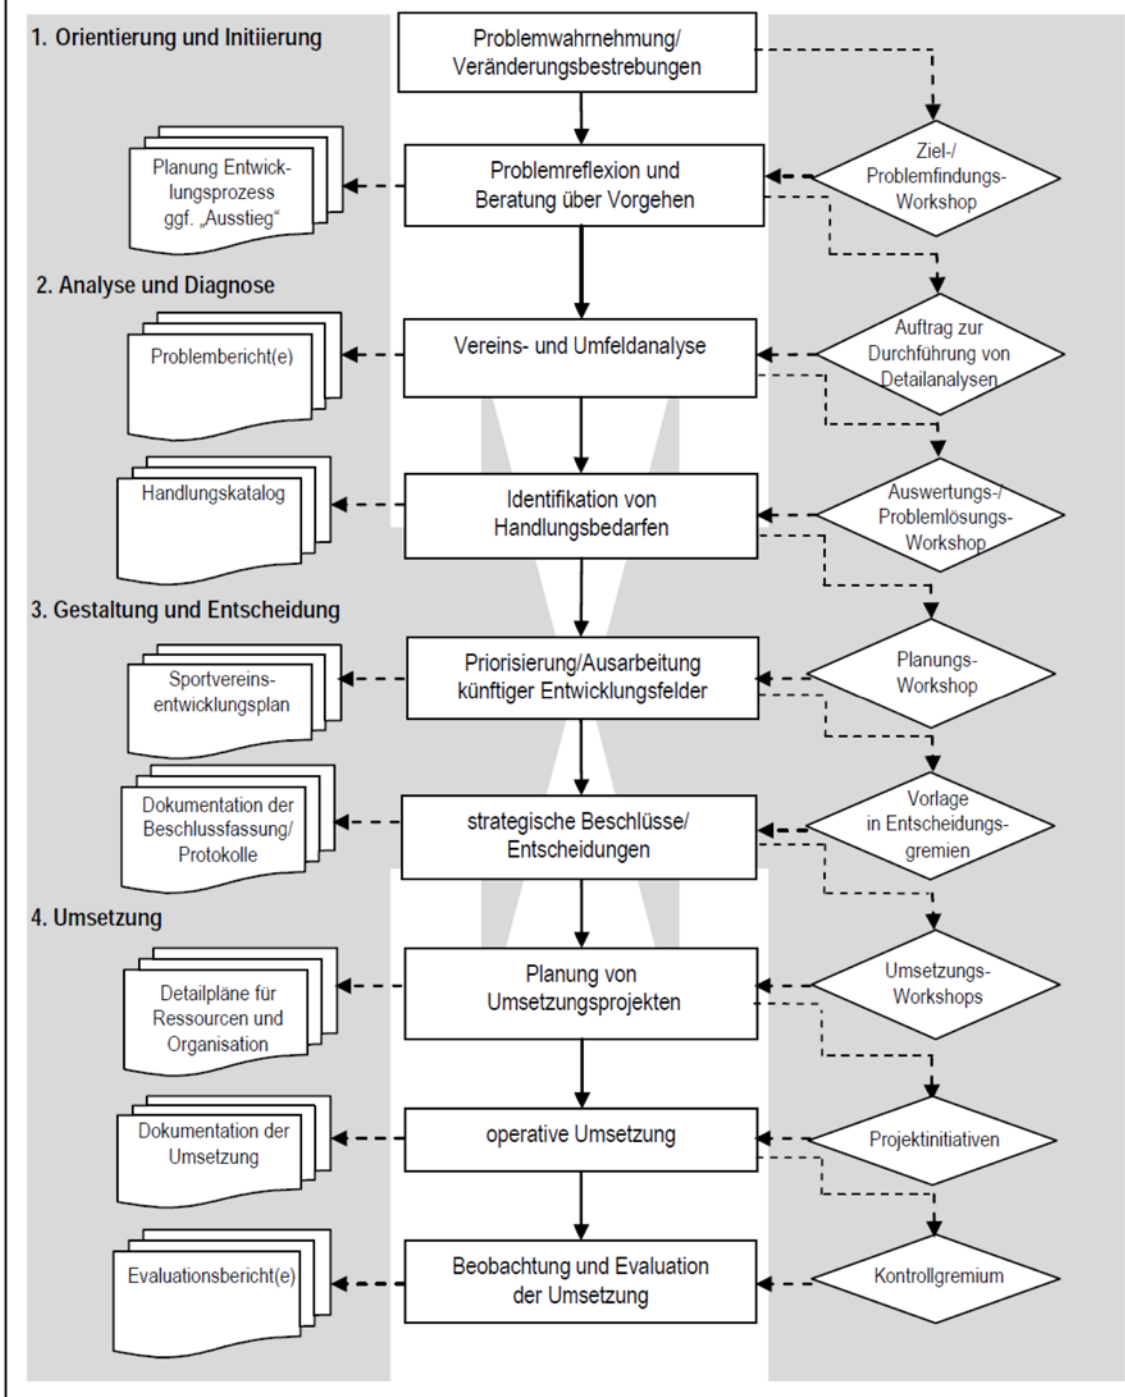 1. Orientierung und Initiierung
Problemwahrnehmung/
Veränderungsbestrebungen
Planung Entwick-
lungsprozess
ggf. „Ausstieg“
Problemreflexion und
Beratung über Vorgehen
Ziel-/
Problemfindungs-
Workshop
2. Analyse und Diagnose
Problembericht(e)
Vereins- und Umfeldanalyse
Auftrag zur
Durchführung von
Detailanalysen
Handlungskatalog
Identifikation von
Handlungsbedarfen
Auswertungs-/
Problemlösungs-
Workshop
3. Gestaltung und Entscheidung
Sportvereins-
entwicklungsplan
Priorisierung/Ausarbeitung
künftiger Entwicklungsfelder
Planungs-
Workshop
Dokumentation der
Beschlussfassung/
Protokolle
strategische Beschlüsse/
Entscheidungen
Vorlage
in Entscheidungs-
gremien
4. Umsetzung
Detailpläne für
Ressourcen und
Organisation
Planung von
Umsetzungsprojekten
Umsetzungs-
Workshops
Dokumentation der
Umsetzung
operative Umsetzung
Projektinitiativen
Evaluationsbericht(e)
Beobachtung und Evaluation
der Umsetzung
Kontrollgremium